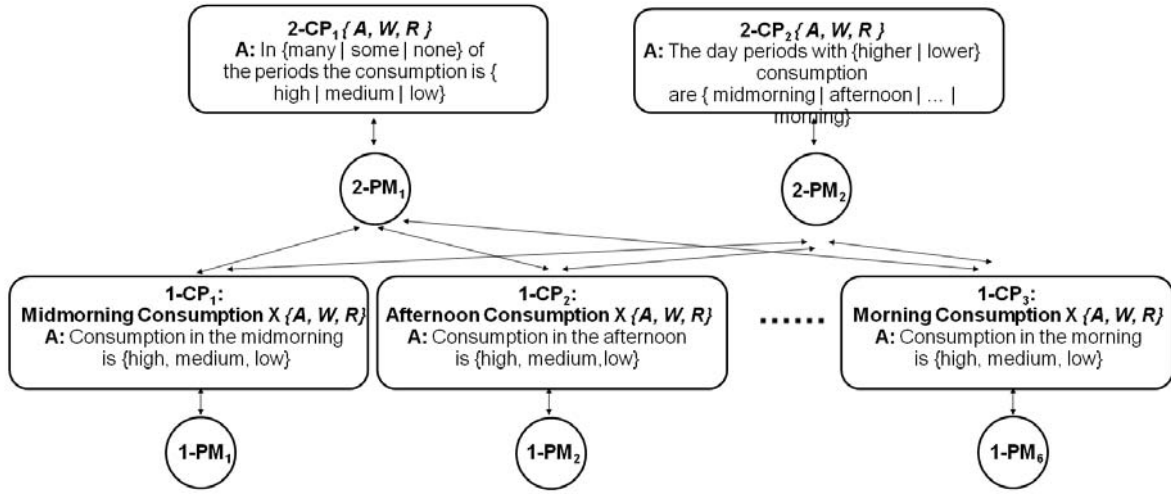 2-CP1{ A, W, R }
A: In {many | some | none} of
the periods the consumption is {
high | medium | low}
2-CP2{ A, W, R }
A: The day periods with {higher | lower}
consumption
are { midmorning | afternoon | ... |
morning}
2-PM1
2-PM2
1-CP1:
Midmorning Consumption X { A, W, R}
A: Consumption in the midmorning
is {high, medium, low}
1-CP2:
Afternoon Consumption X { A, W, R}
A: Consumption in the afternoon
is {high, medium,low}
......
1-CP3:
Morning Consumption X { A, W, R}
A: Consumption in the morning
is {high, medium, low}
1-PM1
1-PM2
1-PM6